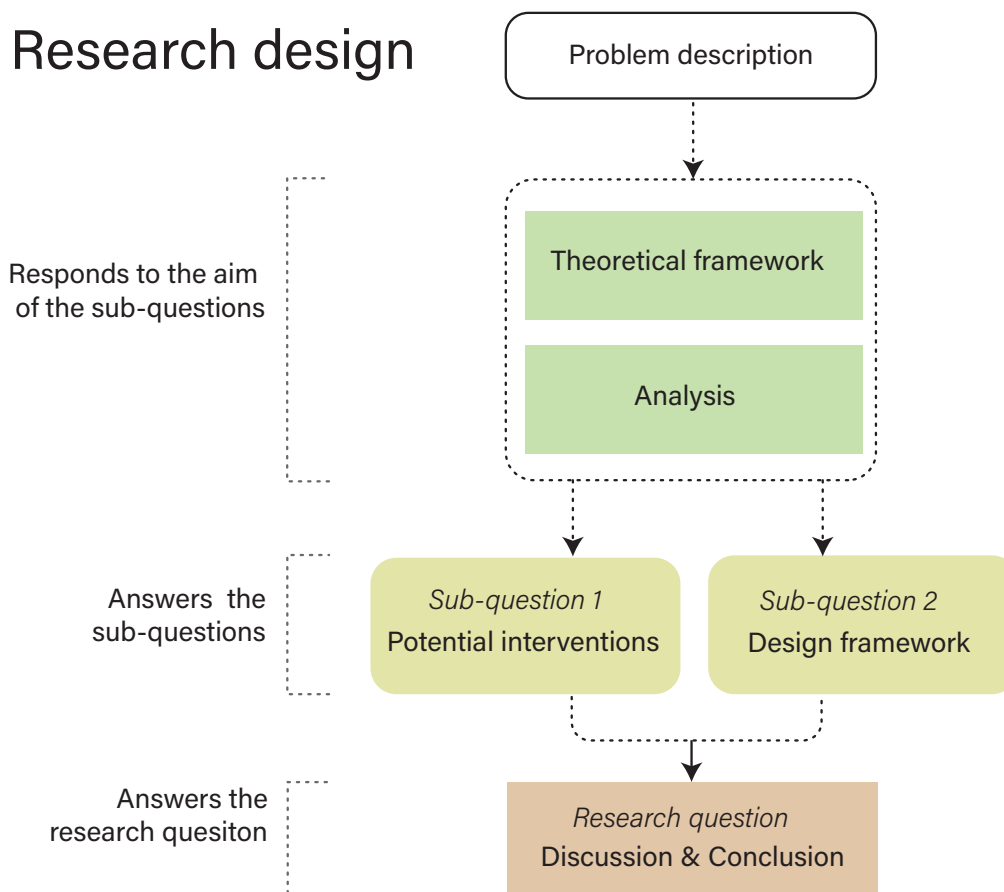 Research design
Problem description
Responds to the aim
of the sub-questions
Theoretical framework
Analysis
Answers the
sub-questions
Sub-question 1
Potential interventions
Sub-question 2
Design framework
Answers the
research quesiton
Research question
Discussion & Conclusion